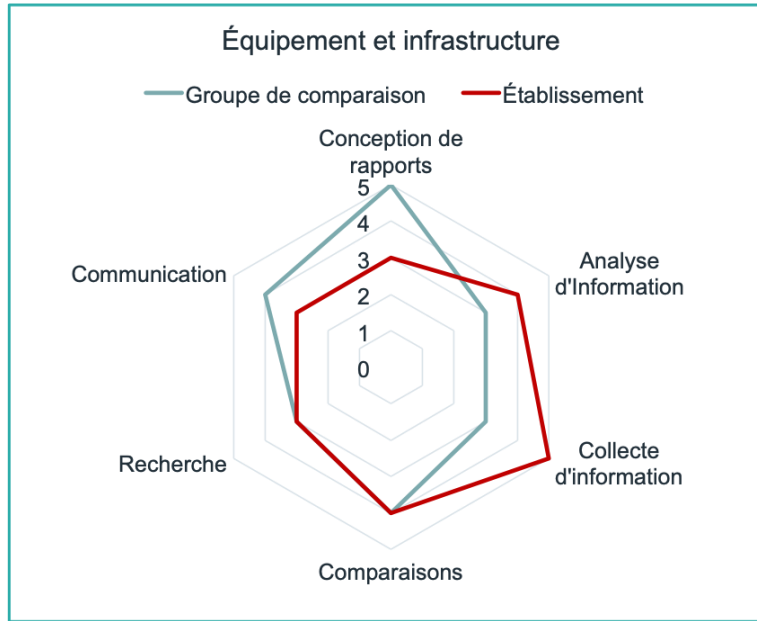 Équipement et infrastructure
Groupe de comparaison
Établissement
Conception de
rapports
5
4
3
2
1
0
Analyse
d'Information
Collecte
d'information
Comparaisons
Recherche
Communication